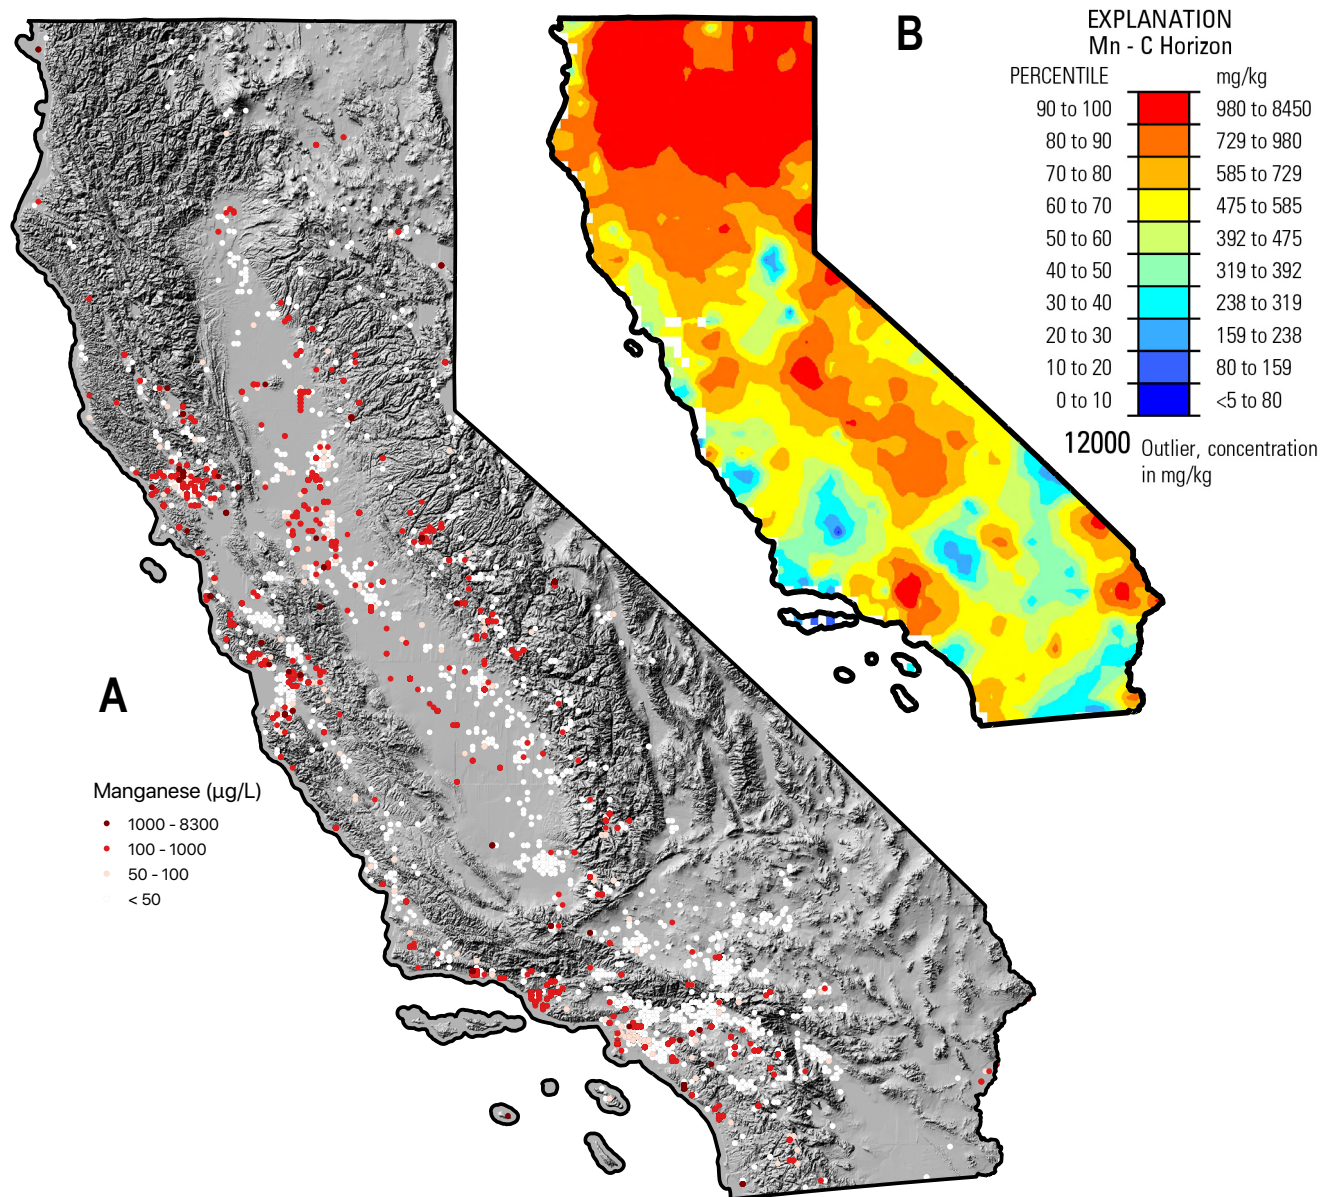 B
EXPLANATION
Mn - C Horizon
PERCENTILE mg/kg
90 to 100 980 to 8450
80 to 90 729 to 980
70 to 80 585 to 729
60 to 70 475 to 585
50 to 60 392 to 475
40 to 50 319 to 392
30 to 40 238 to 319
20 to 30 159 to 238
10 to 20 80 to 159
0 to 10 <5 to 80
12000 Outlier, concentration
in mg/kg
A
Manganese (µg/L)
1000 - 8300
100 - 1000
50 - 100
< 50